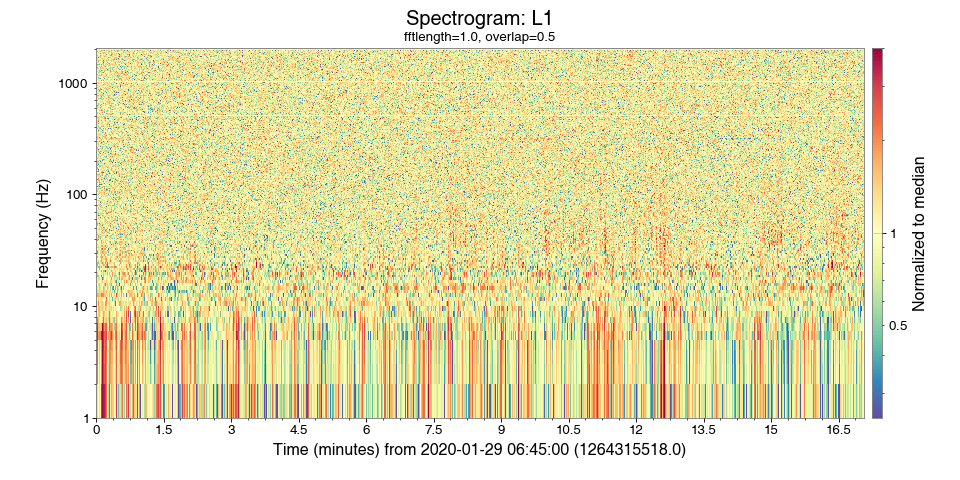 Spectrogram: L1
fftlength=1.0, overlap=0.5
1000
100
10
1
Frequency (Hz)
0 1.5 3 4.5 6 7.5 9 10.5 12 13.5 15 16.5
Time (minutes) from 2020-01-29 06:45:00 (1264315518.0)
1
0.5
Normalized to median